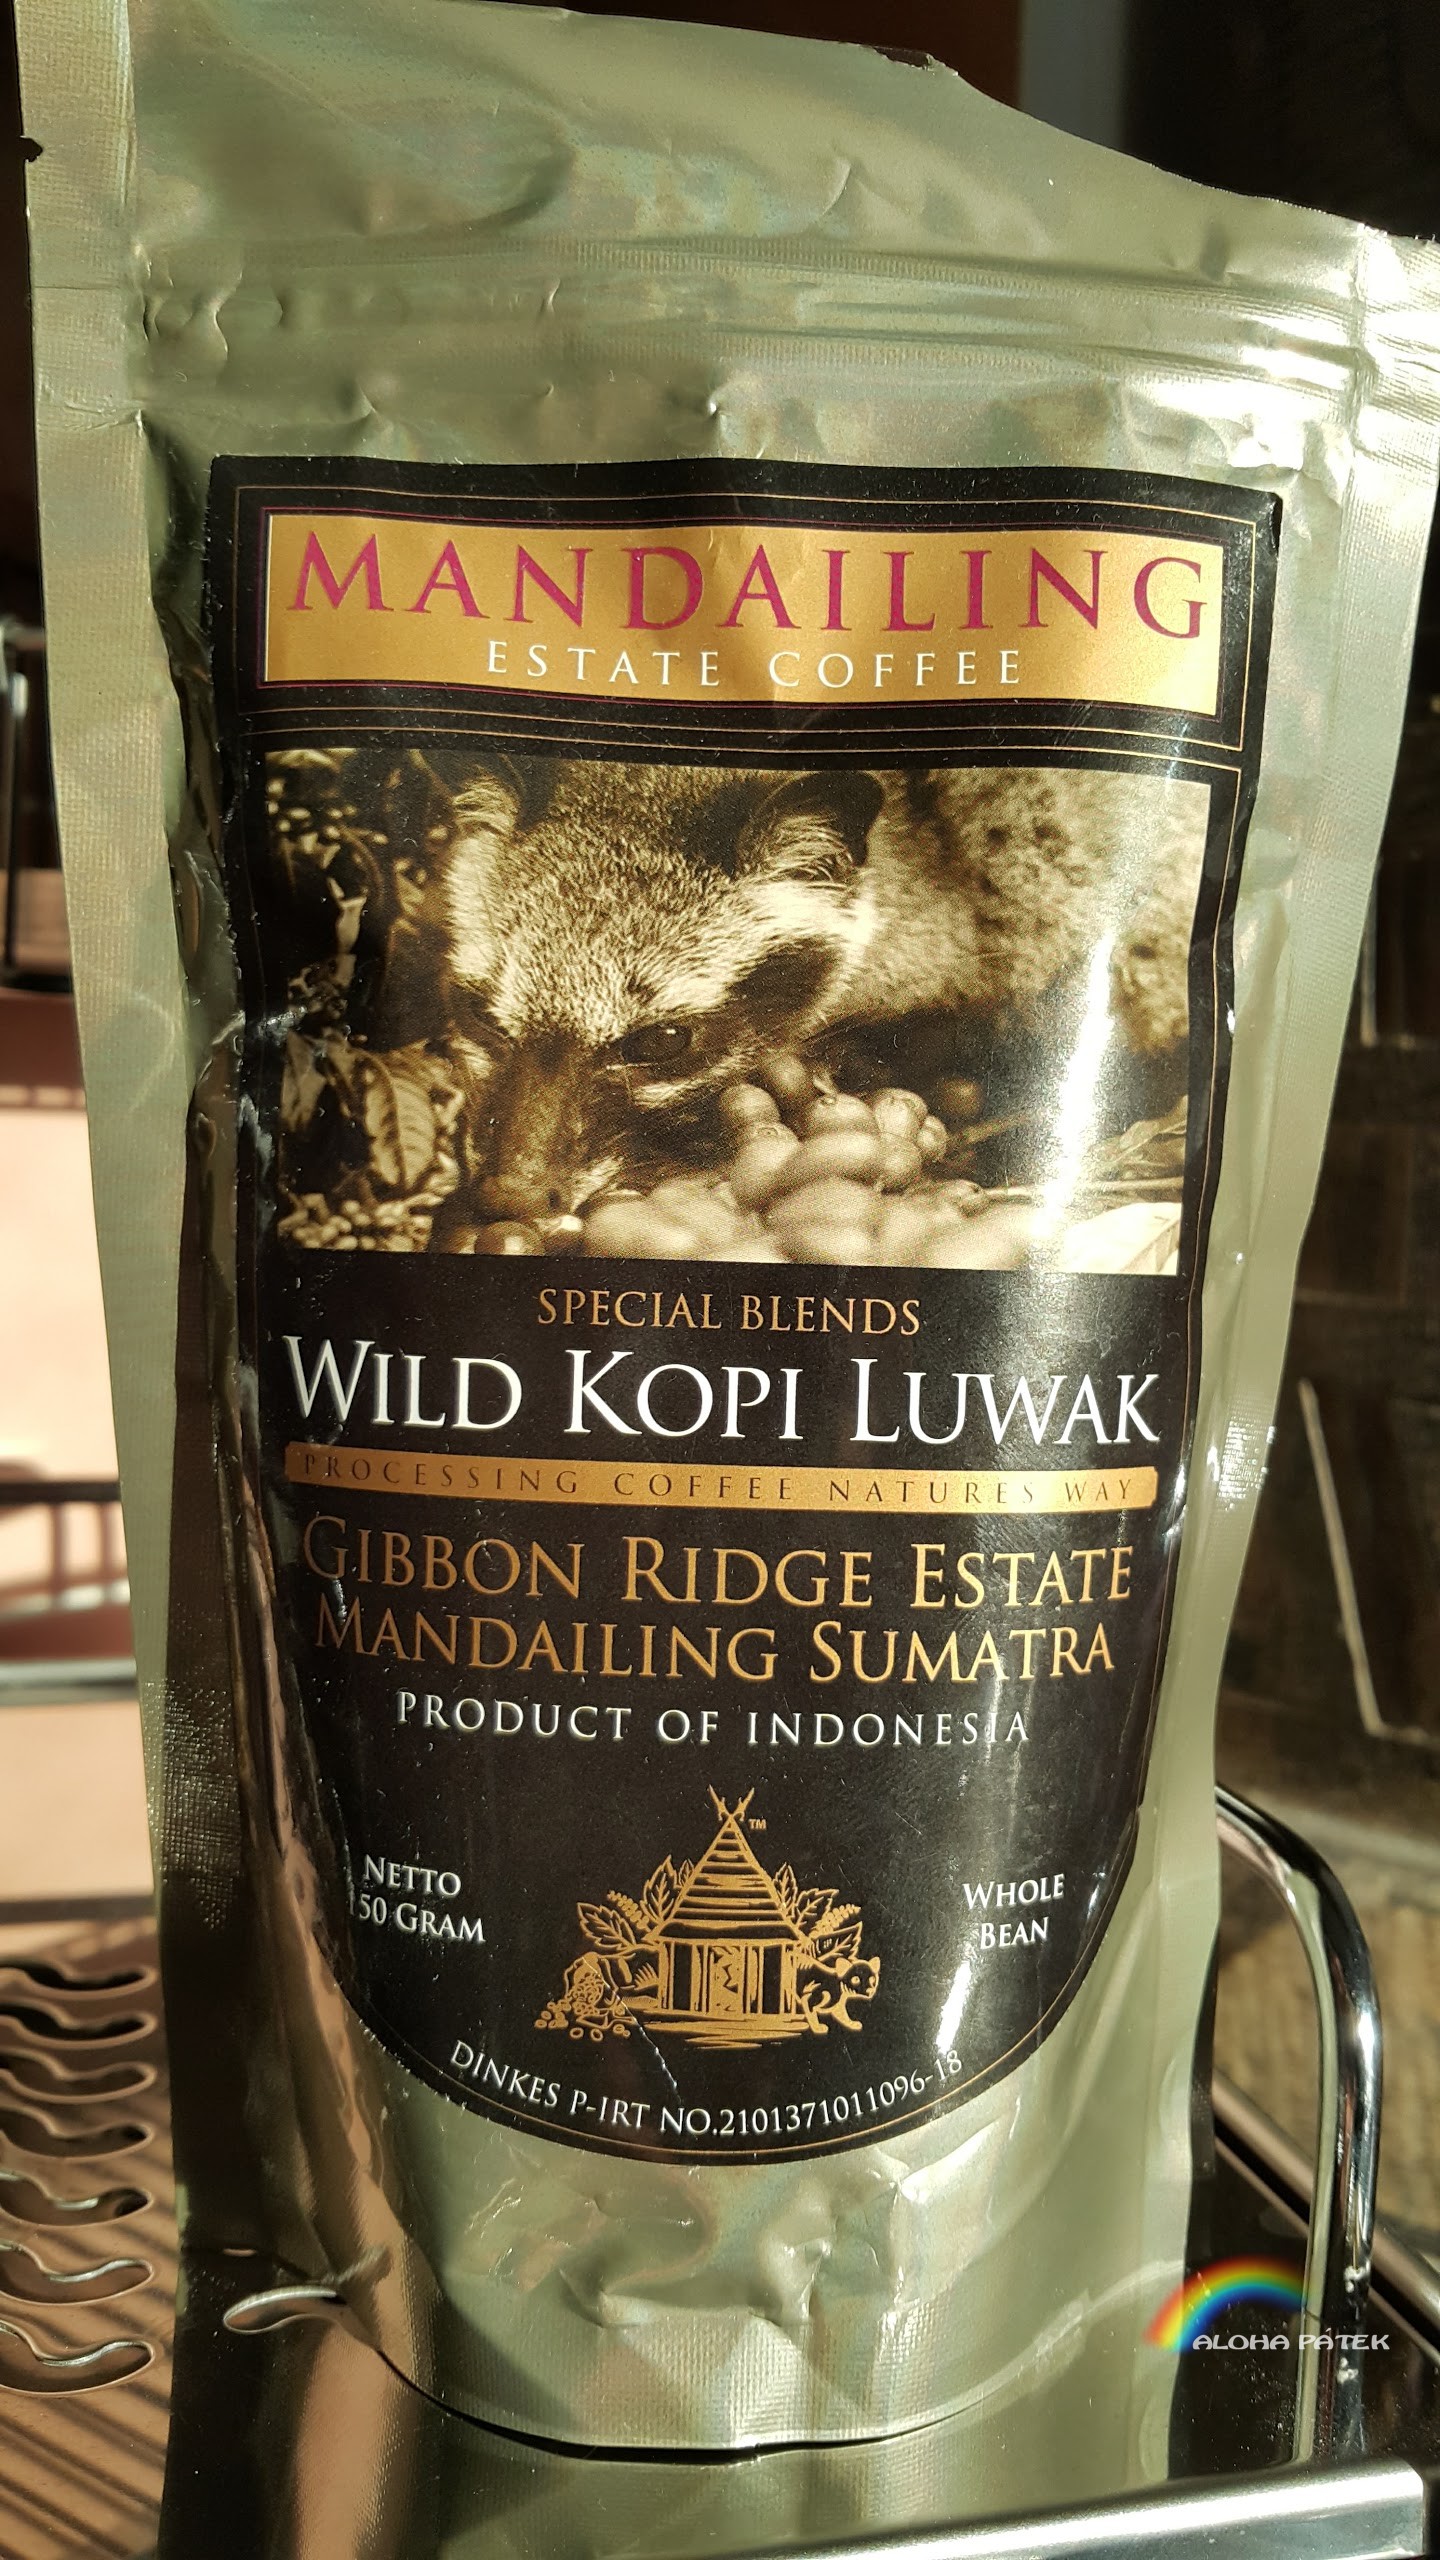 MANDAILING
ESTATE COFFEE
SPECIAL BLENDS
WILD KOPI LUWAK
PROCESSING COFFEE NATURES WAY
GIBBON RIDGE ESTATE
MANDAILING SUMATRA
PRODUCT OF INDONESIA
TM
NETTO
150 GRAM
WHOLE
BEAN
DINKES P-IRT NO.2101371011096-18
ALOHA PÁTEK